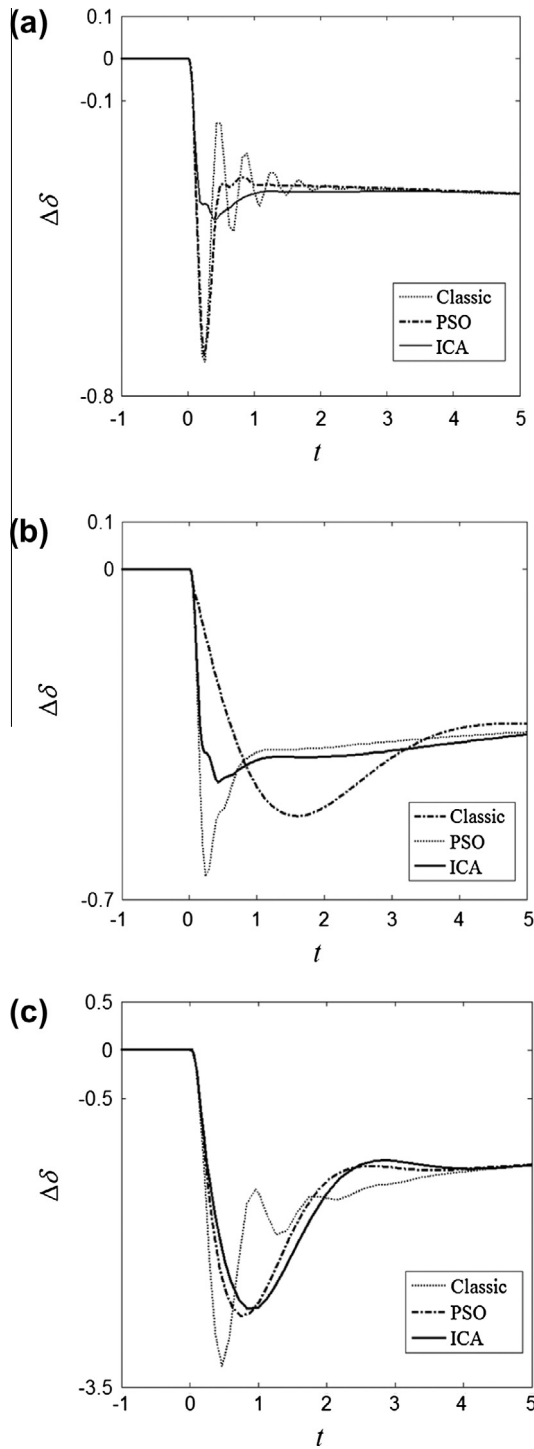 (a)
0.1
0
-0.1
Δδ
-0.8
Classic
PSO
ICA
-1 0 1 2 3 4 5
t
(b)
0.1
0
Δδ
-0.7
Classic
PSO
ICA
-1 0 1 2 3 4 5
t
(c)
0.5
0
-0.5
Δδ
-3.5
Classic
PSO
ICA
-1 0 1 2 3 4 5
t